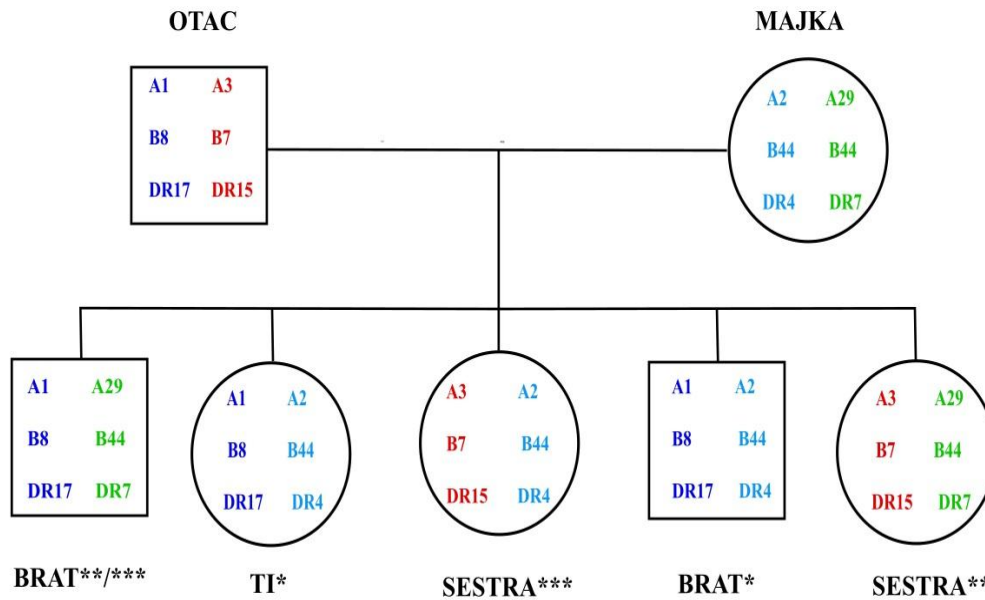 OTAC MAJKA
A1 A3
B8 B7
DR17 DR15
A2 A29
B44 B44
DR4 DR7
A1 A29
B8 B44
DR17 DR7
A1 A2
B8 B44
DR17 DR4
A3 A2
B7 B44
DR15 DR4
A1 A2
B8 B44
DR17 DR4
A3 A29
B7 B44
DR15 DR7
BRAT**/*** TI* SESTRA*** BRAT* SESTRA**